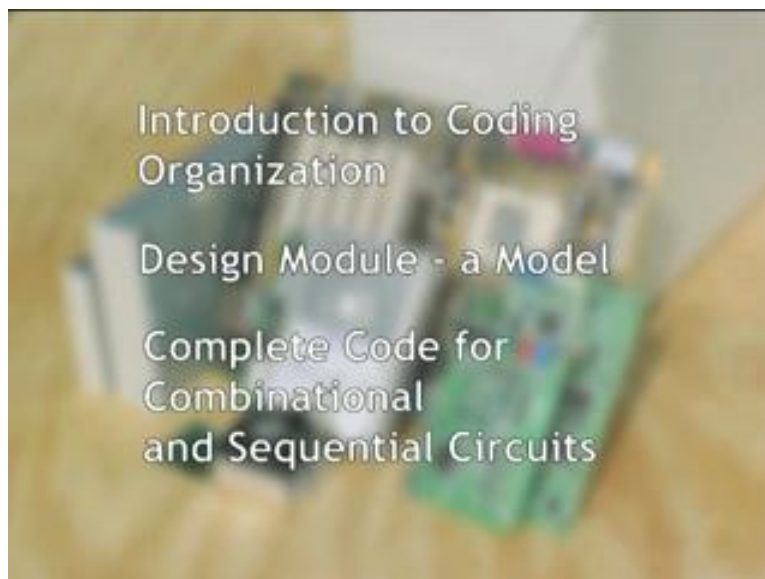 Introduction to Coding
Organization
Design Module - a Model
Complete Code for
Combinational
and Sequential Circuits